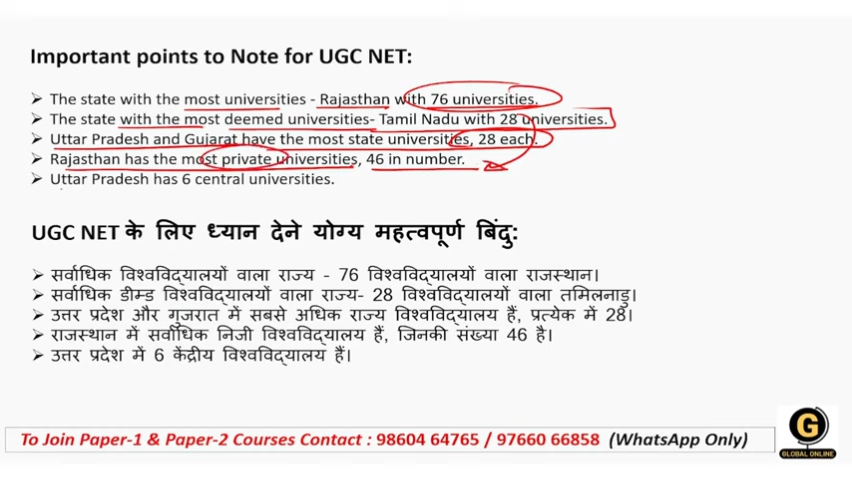 Important points to Note for UGC NET:
➢ The state with the most universities - Rajasthan with 76 universities.
➢ The state with the most deemed universities- Tamil Nadu with 28 universities.
➢ Uttar Pradesh and Gujarat have the most state universities, 28 each.
➢ Rajasthan has the most private universities, 46 in number.
➢ Uttar Pradesh has 6 central universities.
UGC NET के लिए ध्यान देने योग्य महत्वपूर्ण बिंदु:
➢ सर्वाधिक विश्वविद्यालयों वाला राज्य - 76 विश्वविद्यालयों वाला राजस्थान।
➢ सर्वाधिक डीम्ड विश्वविद्यालयों वाला राज्य- 28 विश्वविद्यालयों वाला तमिलनाडु।
➢ उत्तर प्रदेश और गुजरात में सबसे अधिक राज्य विश्वविद्यालय हैं, प्रत्येक में 28।
➢ राजस्थान में सर्वाधिक निजी विश्वविद्यालय हैं, जिनकी संख्या 46 है।
➢ उत्तर प्रदेश में 6 केंद्रीय विश्वविद्यालय हैं।
To Join Paper-1 & Paper-2 Courses Contact : 98604 64765 / 97660 66858 (WhatsApp Only)
G
GLOBAL ONLINE